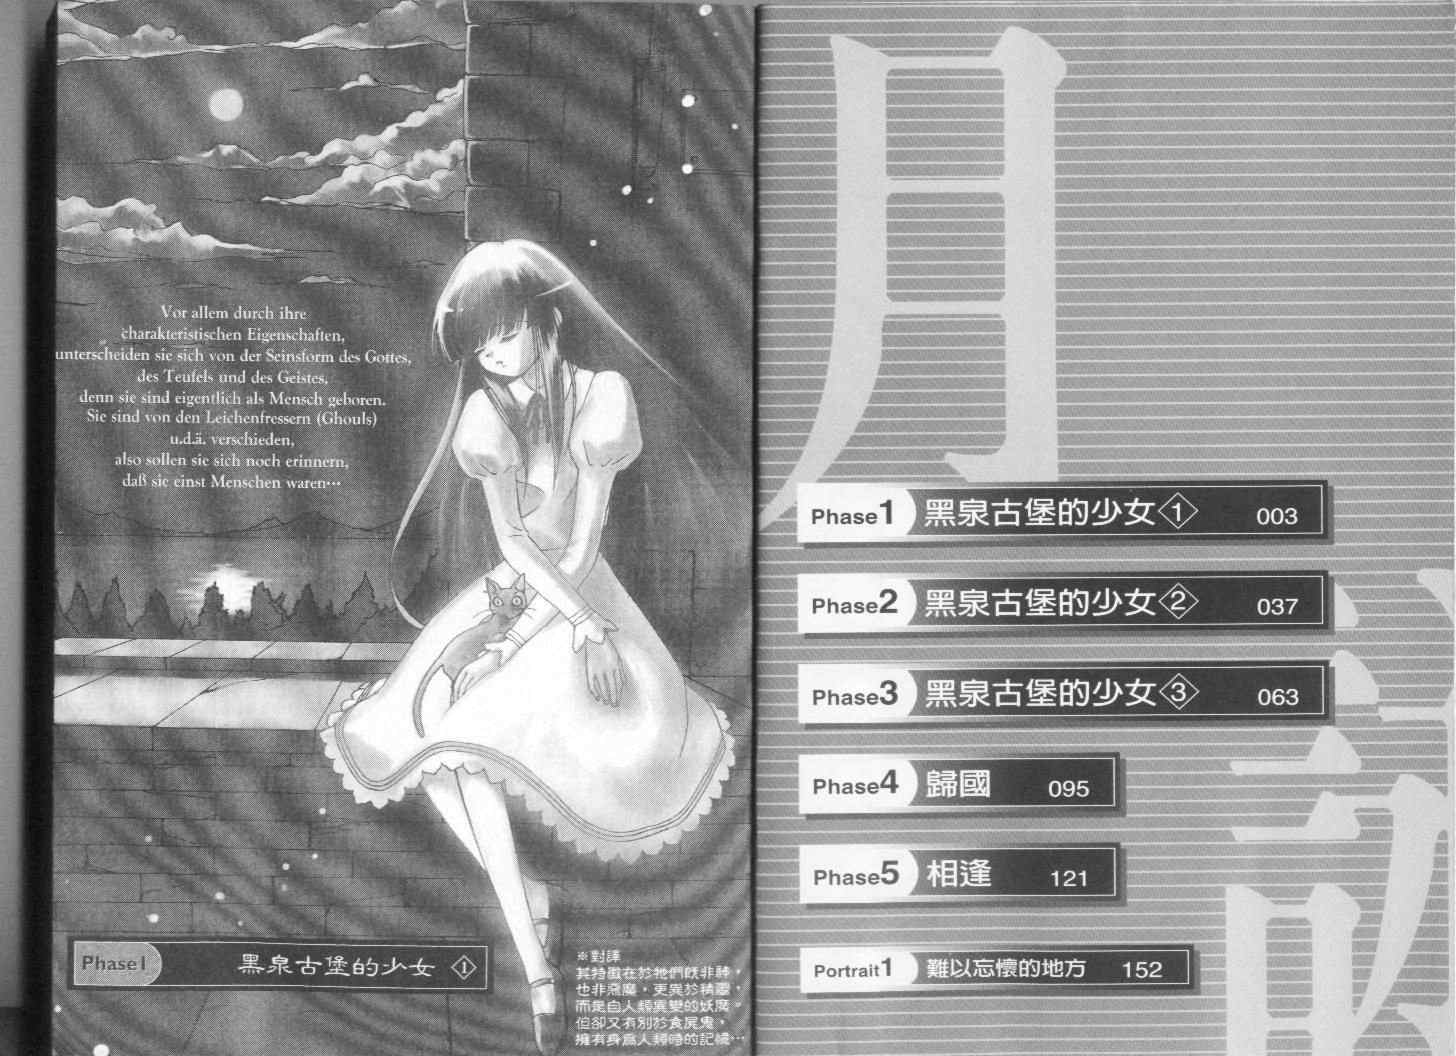 Vor allem durch ihre
charakteristischen Eigenschaften,
unterscheiden sie sich von der Seinsform des Gottes,
des Teufels und des Geistes,
denn sie sind eigentlich als Mensch geboren.
Sie sind von den Leichenfressern (Ghouls)
u.d.ä. verschieden,
also sollen sie sich noch erinnern,
daß sie einst Menschen waren…
Phase1 黑泉古堡的少女 1
※對譯
其特徵在於牠們既非神，
也非惡魔，更異於精靈，
而是自人類異變的妖魔。
但卻又有別於食屍鬼，
擁有身為人類時的記憶…
月
Phase1 黑泉古堡的少女 1 003
Phase2 黑泉古堡的少女 2 037
Phase3 黑泉古堡的少女 3 063
Phase4 歸國 095
Phase5 相逢 121
Portrait1 難以忘懷的地方 152